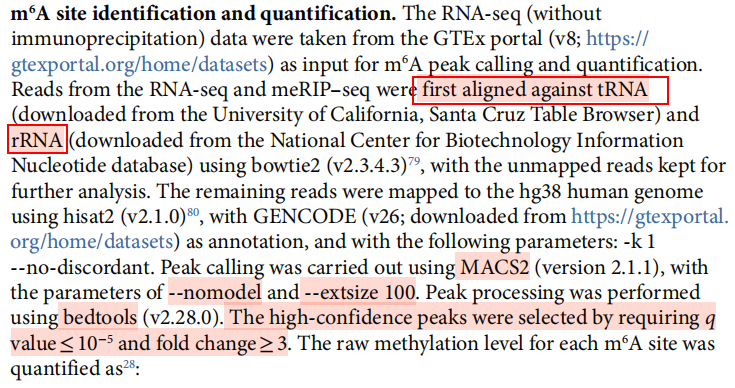 m⁶A site identification and quantification. The RNA-seq (without
immunoprecipitation) data were taken from the GTEx portal (v8; https://
gtexportal.org/home/datasets) as input for m⁶A peak calling and quantification.
Reads from the RNA-seq and meRIP–seq were first aligned against tRNA
(downloaded from the University of California, Santa Cruz Table Browser) and
rRNA (downloaded from the National Center for Biotechnology Information
Nucleotide database) using bowtie2 (v2.3.4.3)⁷⁹, with the unmapped reads kept for
further analysis. The remaining reads were mapped to the hg38 human genome
using hisat2 (v2.1.0)⁸⁰, with GENCODE (v26; downloaded from https://gtexportal.
org/home/datasets) as annotation, and with the following parameters: -k 1
--no-discordant. Peak calling was carried out using MACS2 (version 2.1.1), with
the parameters of --nomodel and --extsize 100. Peak processing was performed
using bedtools (v2.28.0). The high-confidence peaks were selected by requiring q
value ≤ 10⁻⁵ and fold change ≥ 3. The raw methylation level for each m⁶A site was
quantified as²⁸: